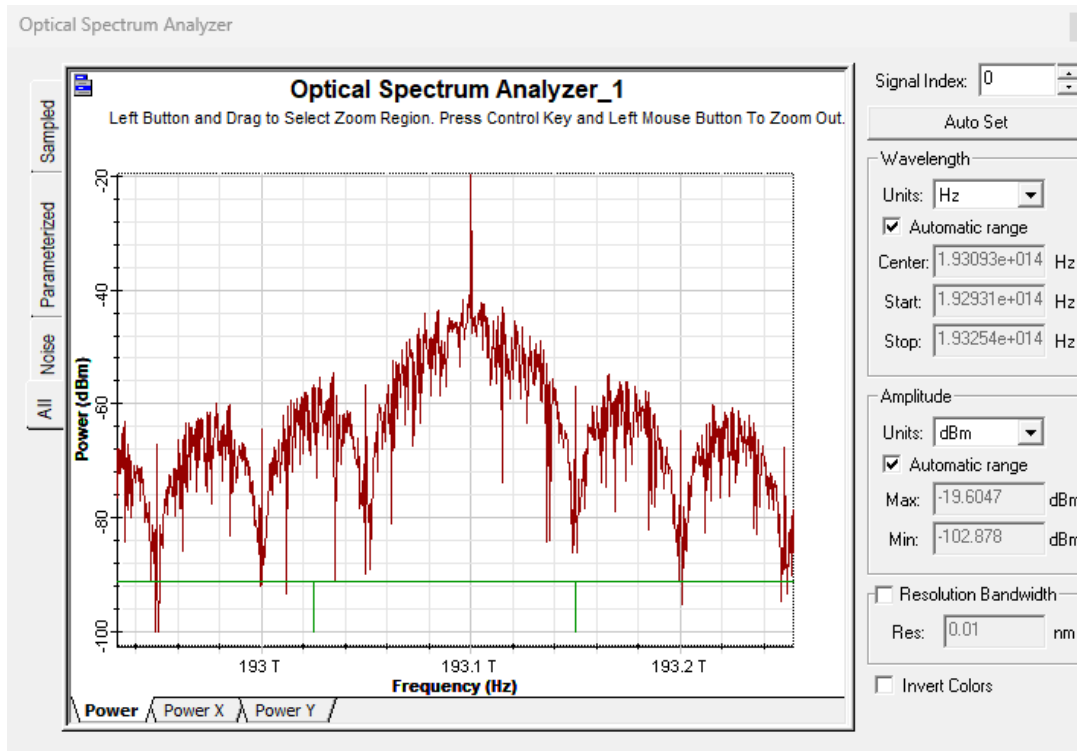 Optical Spectrum Analyzer
Sampled
Parameterized
Noise
All
Optical Spectrum Analyzer_1
Left Button and Drag to Select Zoom Region. Press Control Key and Left Mouse Button To Zoom Out.
Power (dBm)
-20
-40
-60
-80
-100
193 T
193.1 T
193.2 T
Frequency (Hz)
Power
Power X
Power Y
Signal Index: 0
Auto Set
Wavelength
Units: Hz
Automatic range
Center: 1.93093e+014 Hz
Start: 1.92931e+014 Hz
Stop: 1.93254e+014 Hz
Amplitude
Units: dBm
Automatic range
Max: -19.6047 dBm
Min: -102.878 dBm
Resolution Bandwidth
Res: 0.01 nm
Invert Colors